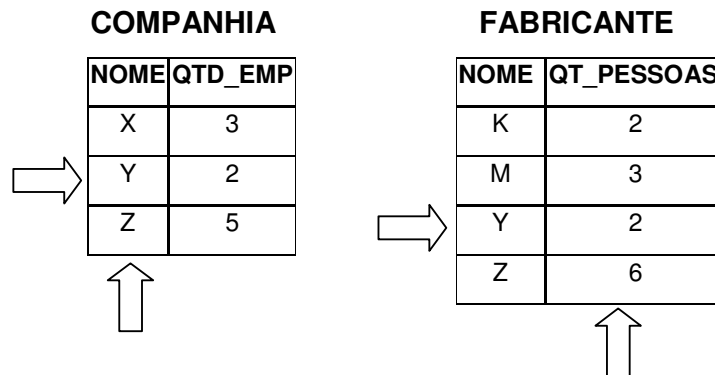 COMPANHIA
NOME QTD_EMP
X 3
Y 2
Z 5
FABRICANTE
NOME QT_PESSOAS
K 2
M 3
Y 2
Z 6